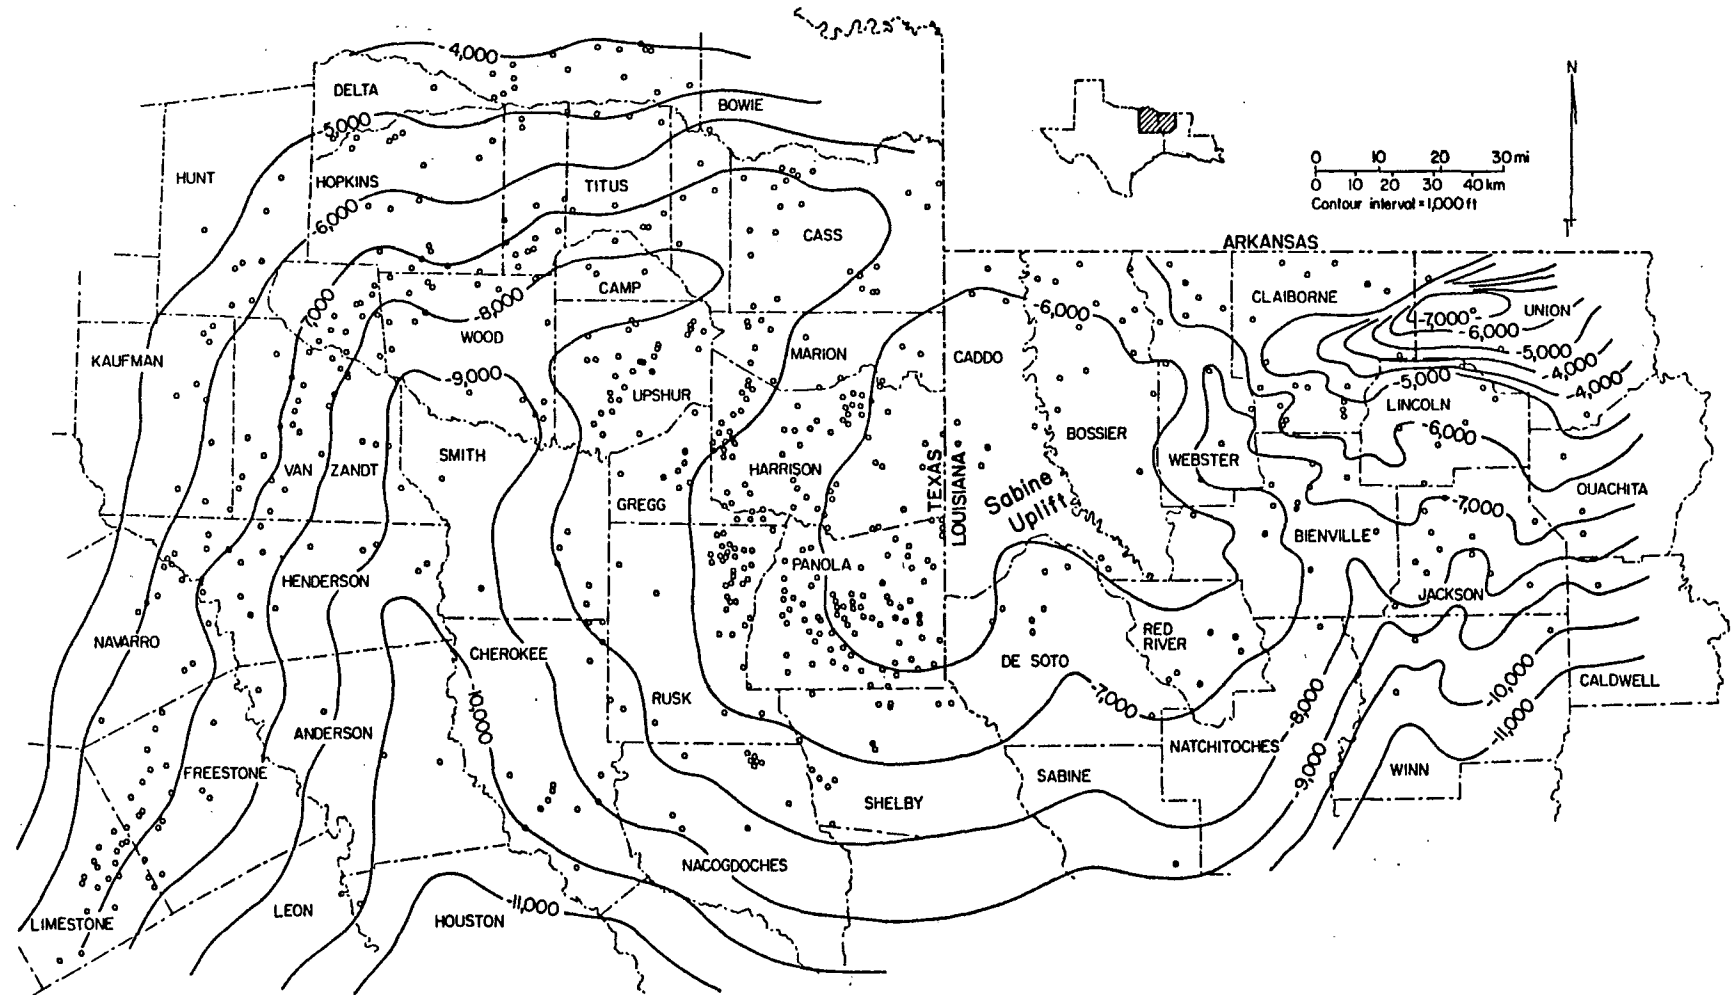 -4,000
DELTA
BOWIE
N
-5,000
0 10 20 30 mi
0 10 20 30 40 km
Contour interval = 1,000 ft
HUNT
HOPKINS
TITUS
-6,000
CASS
ARKANSAS
CAMP
CLAIBORNE
-8,000
7,000
-6,000
-7,000
UNION
WOOD
-6,000
KAUFMAN
MARION
CADDO
-5,000
-9,000
-4,000
-5,000
-4,000
UPSHUR
LINCOLN
BOSSIER
-6,000
SMITH
VAN ZANDT
HARRISON
WEBSTER
TEXAS
LOUISIANA
Sabine
Uplift
OUACHITA
GREGG
-7,000
BIENVILLE
PANOLA
HENDERSON
JACKSON
NAVARRO
RED
RIVER
CHEROKEE
DE SOTO
CALDWELL
RUSK
-7,000
-10,000
-10,000
-8,000
-11,000
ANDERSON
NATCHITOCHES
FREESTONE
SABINE
-9,000
WINN
SHELBY
NACOGDOCHES
LIMESTONE
LEON
HOUSTON
-11,000